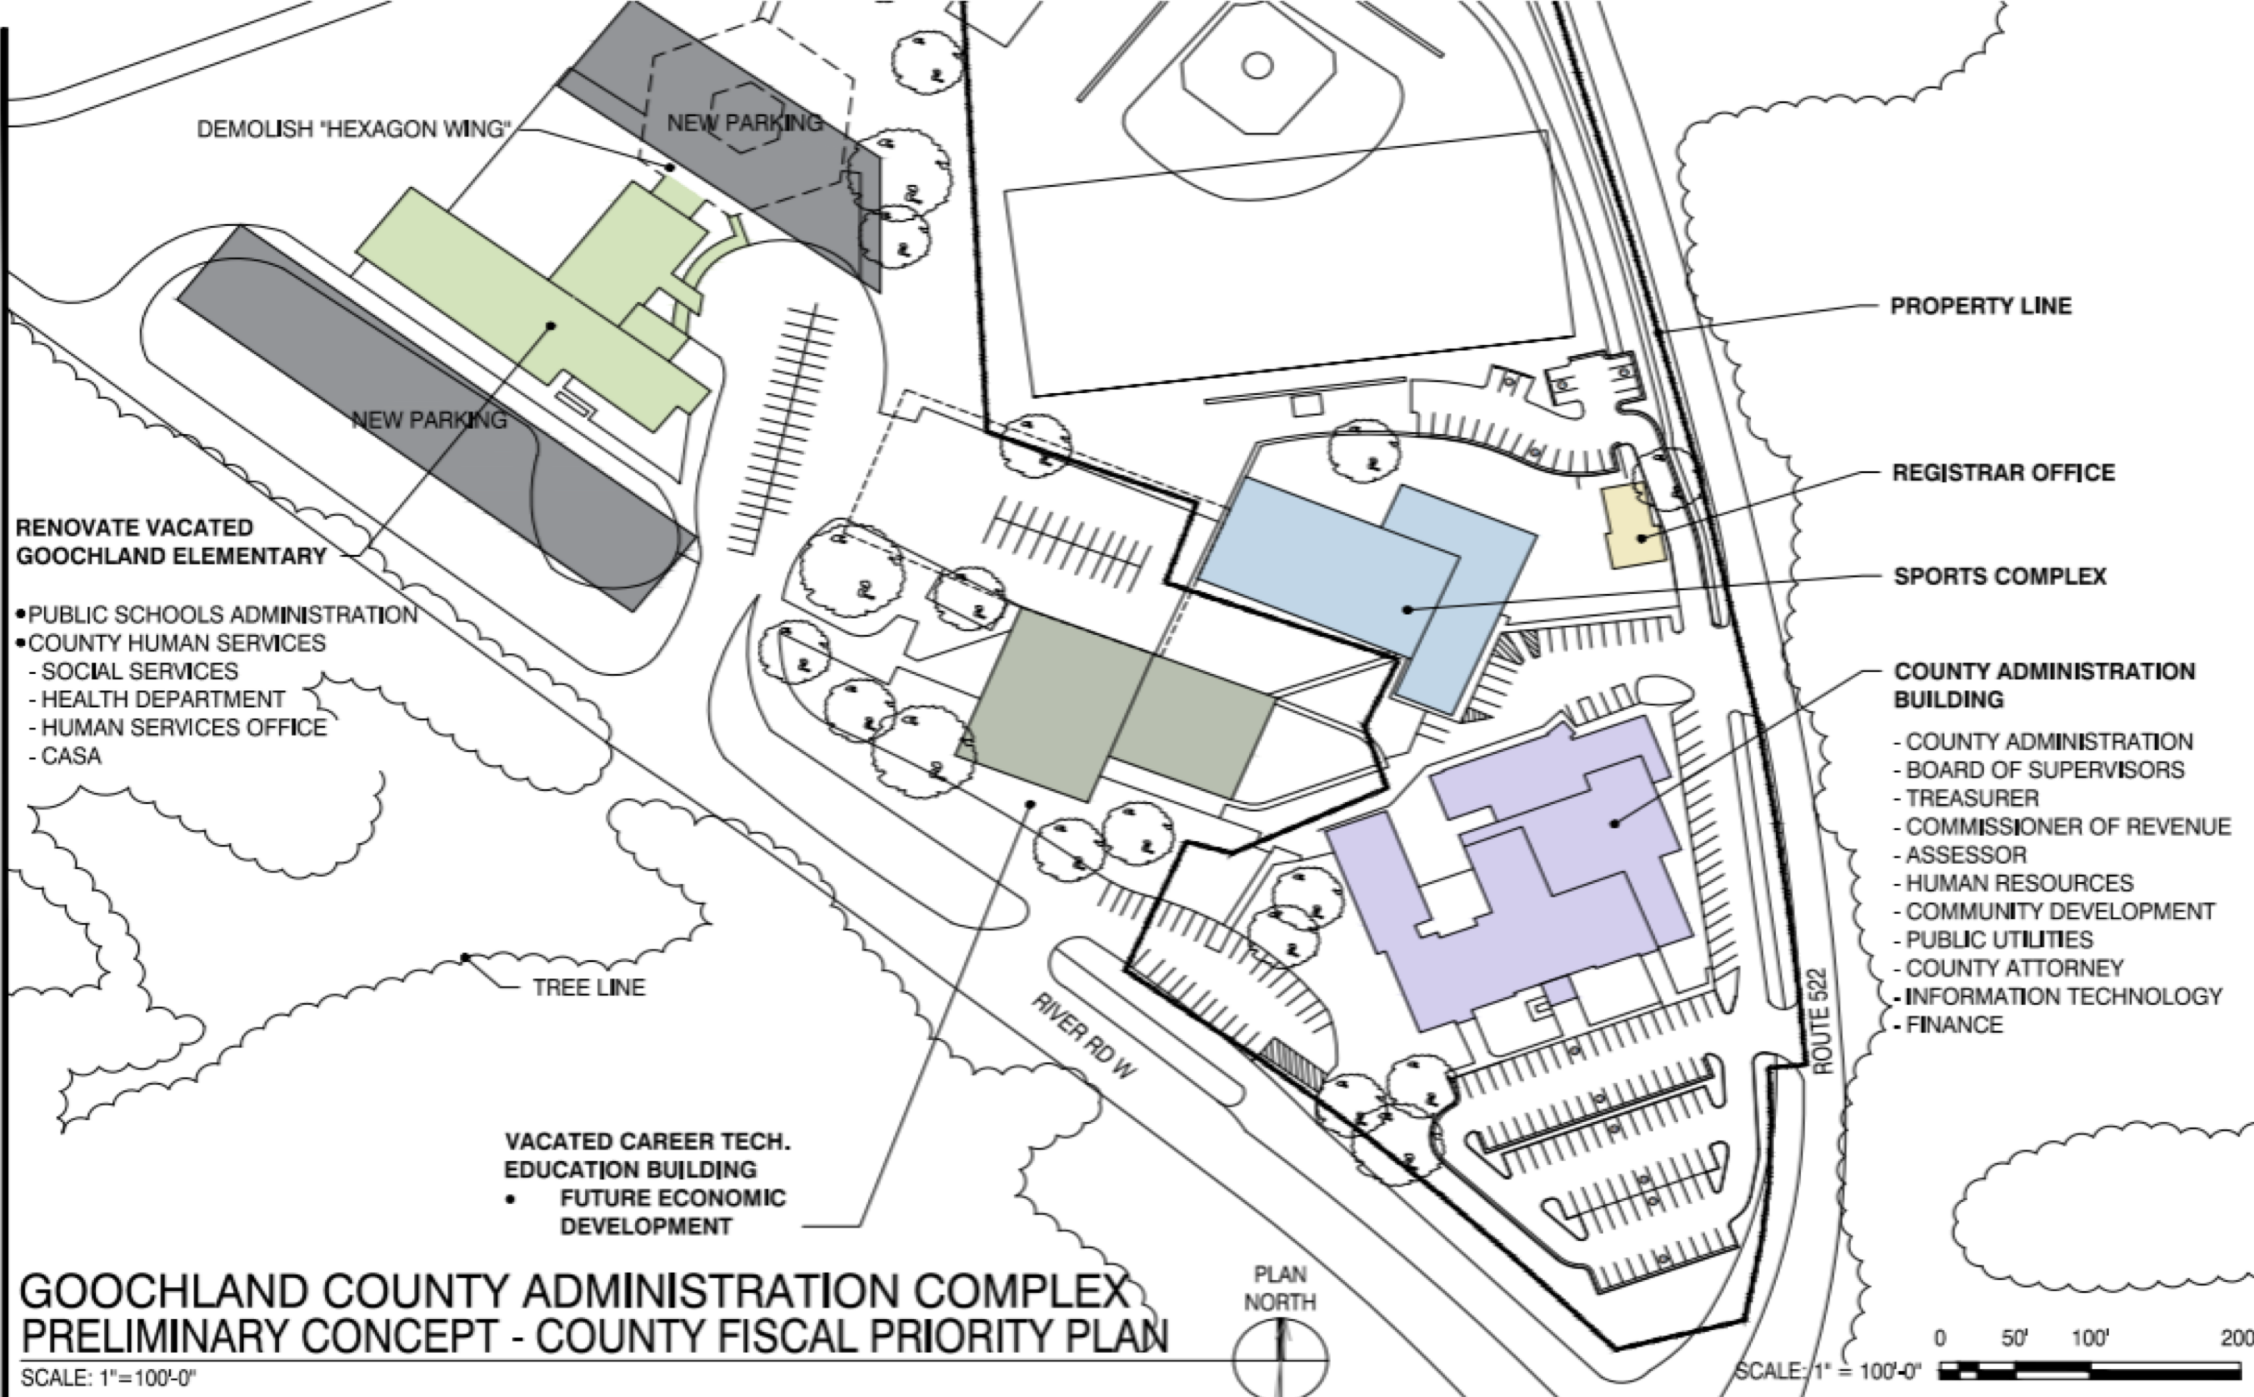 DEMOLISH "HEXAGON WING"
NEW PARKING
NEW PARKING
RENOVATE VACATED
GOOCHLAND ELEMENTARY
•PUBLIC SCHOOLS ADMINISTRATION
•COUNTY HUMAN SERVICES
- SOCIAL SERVICES
- HEALTH DEPARTMENT
- HUMAN SERVICES OFFICE
- CASA
TREE LINE
VACATED CAREER TECH.
EDUCATION BUILDING
• FUTURE ECONOMIC
DEVELOPMENT
RIVER RD W
PROPERTY LINE
REGISTRAR OFFICE
SPORTS COMPLEX
COUNTY ADMINISTRATION
BUILDING
- COUNTY ADMINISTRATION
- BOARD OF SUPERVISORS
- TREASURER
- COMMISSIONER OF REVENUE
- ASSESSOR
- HUMAN RESOURCES
- COMMUNITY DEVELOPMENT
- PUBLIC UTILITIES
- COUNTY ATTORNEY
- INFORMATION TECHNOLOGY
- FINANCE
ROUTE 522
GOOCHLAND COUNTY ADMINISTRATION COMPLEX
PRELIMINARY CONCEPT - COUNTY FISCAL PRIORITY PLAN
SCALE: 1"=100'-0"
PLAN
NORTH
0 50' 100' 200
SCALE: 1" = 100'-0"